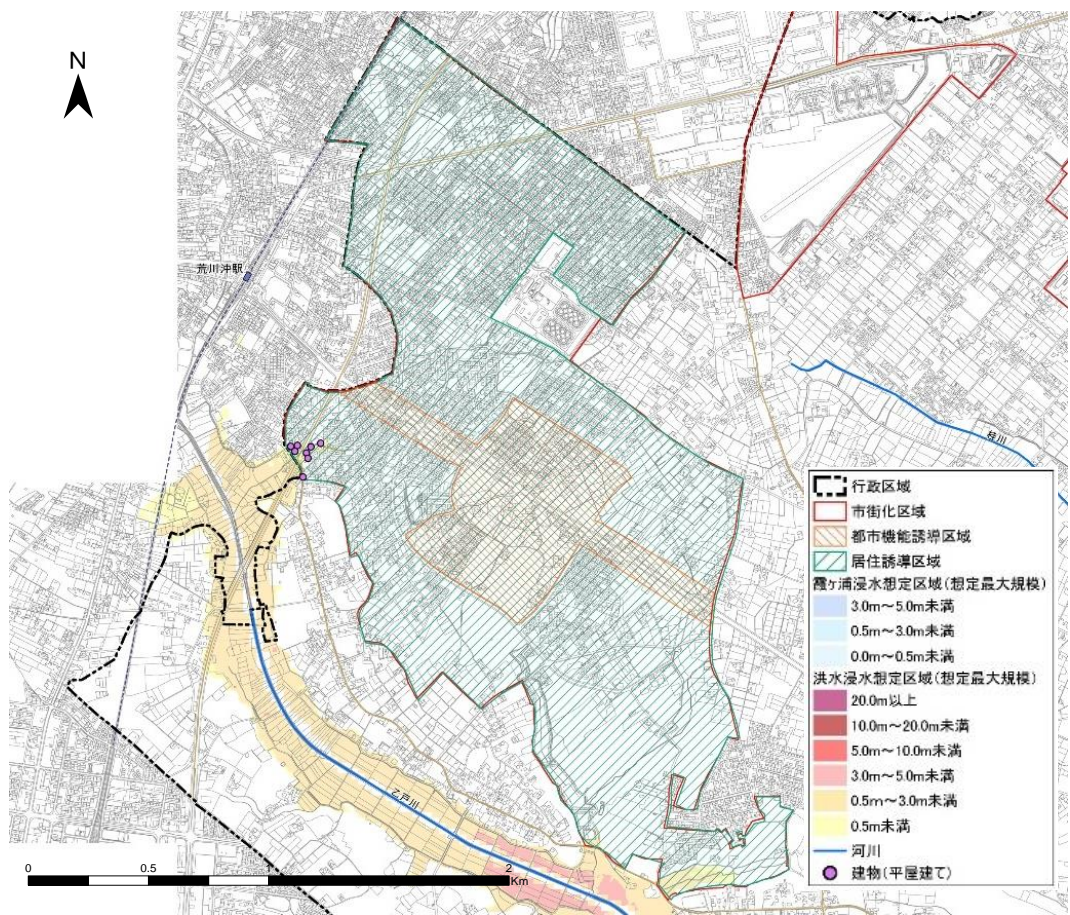 N
荒川沖駅
桂川
乙戸川
0
0.5
1
2
Km
行政区域
市街化区域
都市機能誘導区域
居住誘導区域
霞ヶ浦浸水想定区域(想定最大規模)
3.0m～5.0m未満
0.5m～3.0m未満
0.0m～0.5m未満
洪水浸水想定区域(想定最大規模)
20.0m以上
10.0m～20.0m未満
5.0m～10.0m未満
3.0m～5.0m未満
0.5m～3.0m未満
0.5m未満
河川
建物(平屋建て)